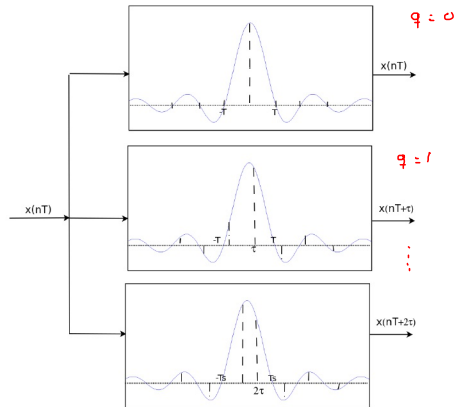 q = 0
x(nT)
-T T
q = 1
x(nT)
x(nT+τ)
-T T
τ
x(nT+2τ)
-Ts Ts
2τ